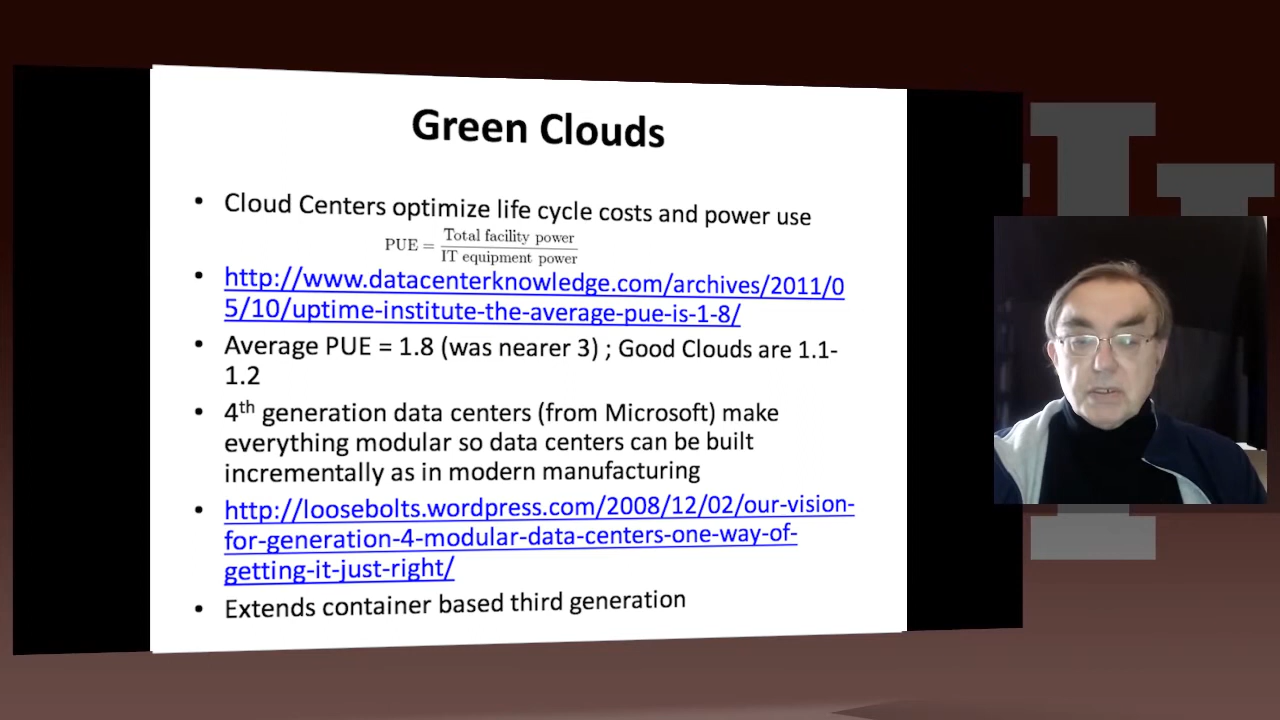 Green Clouds
• Cloud Centers optimize life cycle costs and power use
PUE = Total facility power / IT equipment power
• http://www.datacenterknowledge.com/archives/2011/0
5/10/uptime-institute-the-average-pue-is-1-8/
• Average PUE = 1.8 (was nearer 3) ; Good Clouds are 1.1-
1.2
• 4th generation data centers (from Microsoft) make
everything modular so data centers can be built
incrementally as in modern manufacturing
• http://loosebolts.wordpress.com/2008/12/02/our-vision-
for-generation-4-modular-data-centers-one-way-of-
getting-it-just-right/
• Extends container based third generation